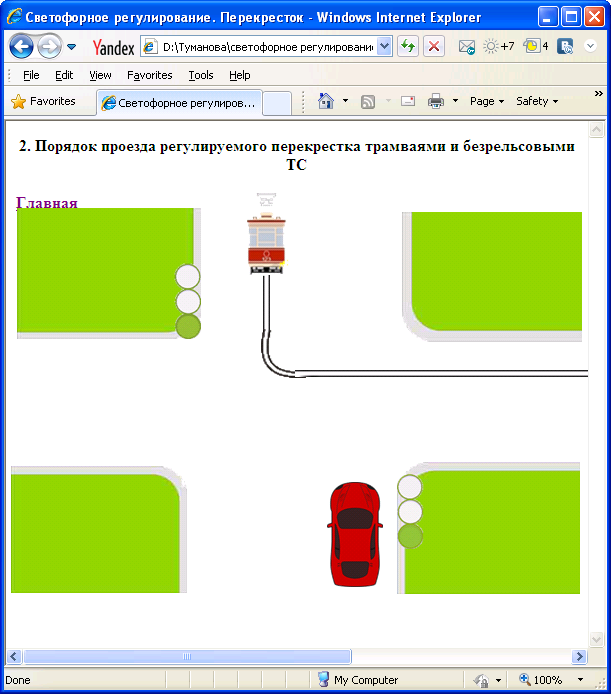 Светофорное регулирование. Перекресток - Windows Internet Explorer
Yandex D:\Туманова\светофорное регулирование +7 4
File Edit View Favorites Tools Help
Favorites Светофорное регулиров... Page Safety »
2. Порядок проезда регулируемого перекрестка трамваями и безрельсовыми
ТС
Главная
Done My Computer 100%